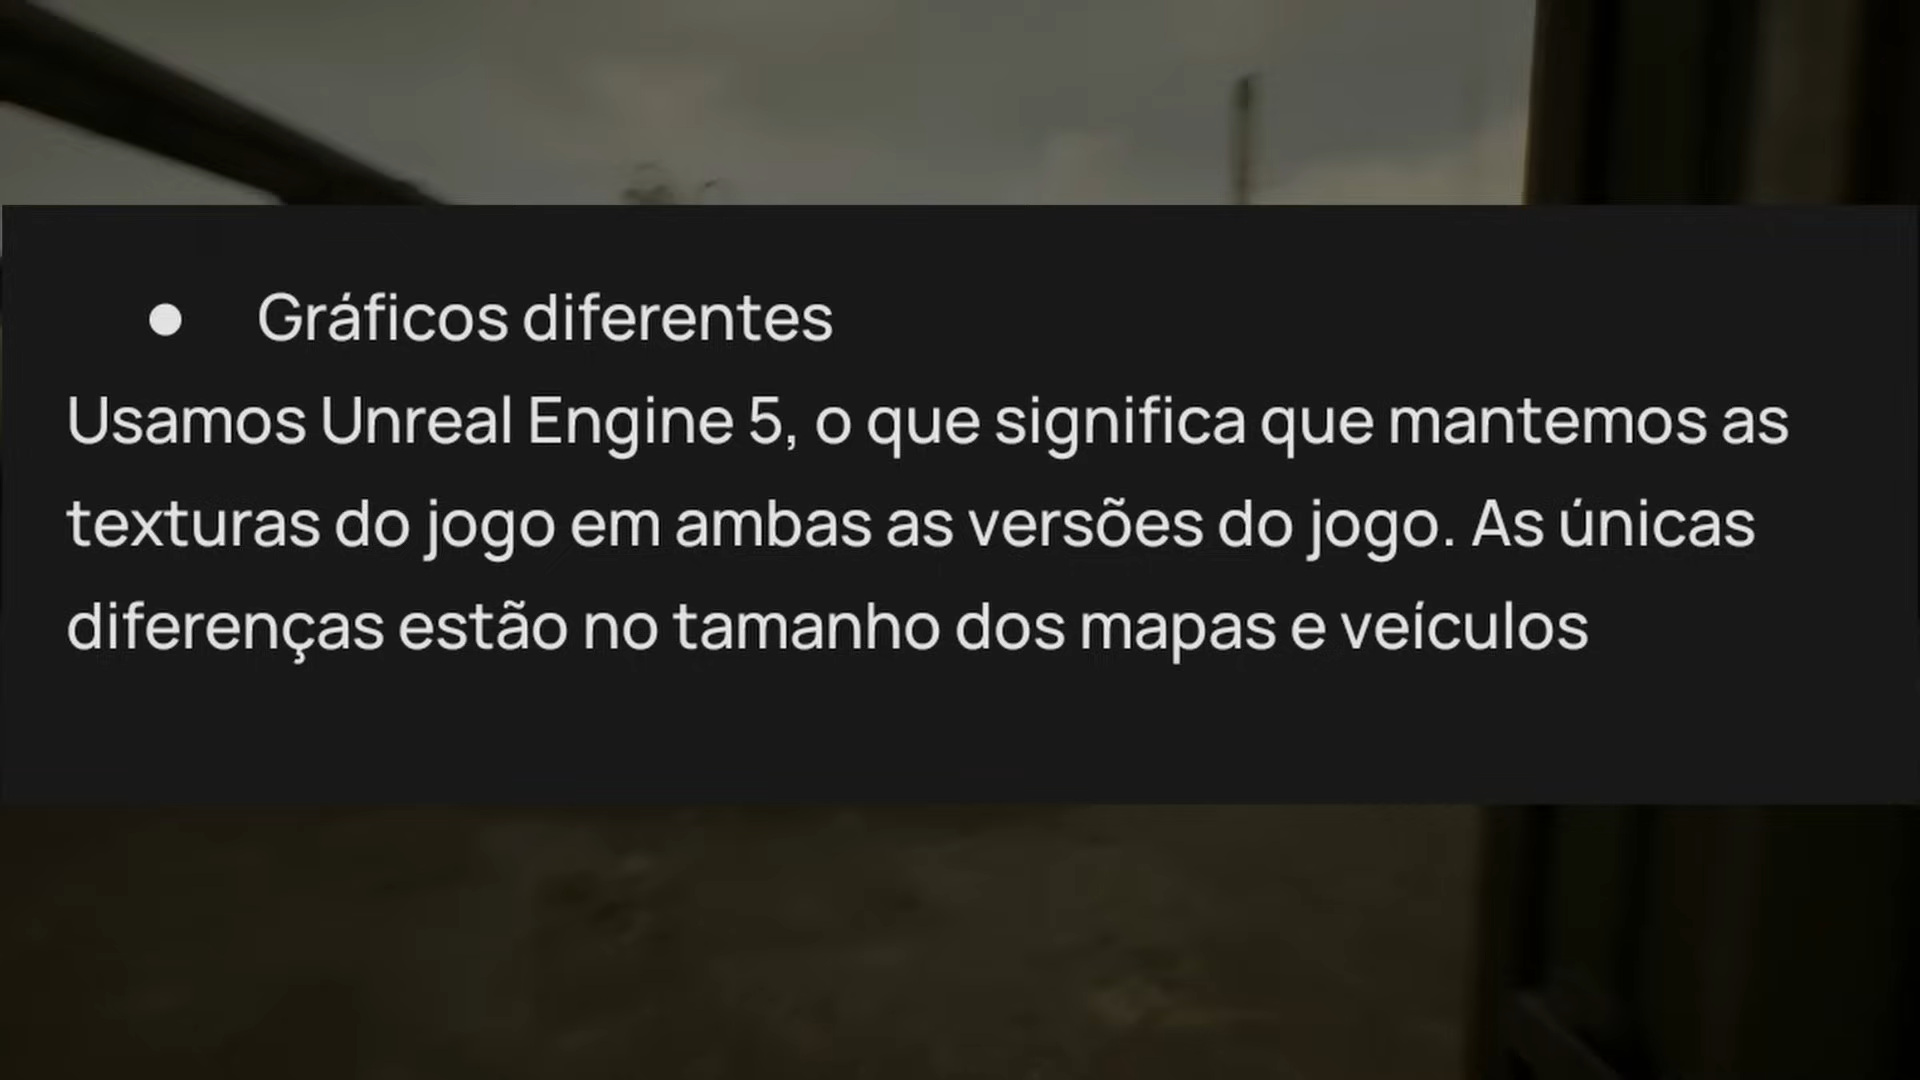 ● Gráficos diferentes
Usamos Unreal Engine 5, o que significa que mantemos as
texturas do jogo em ambas as versões do jogo. As únicas
diferenças estão no tamanho dos mapas e veículos